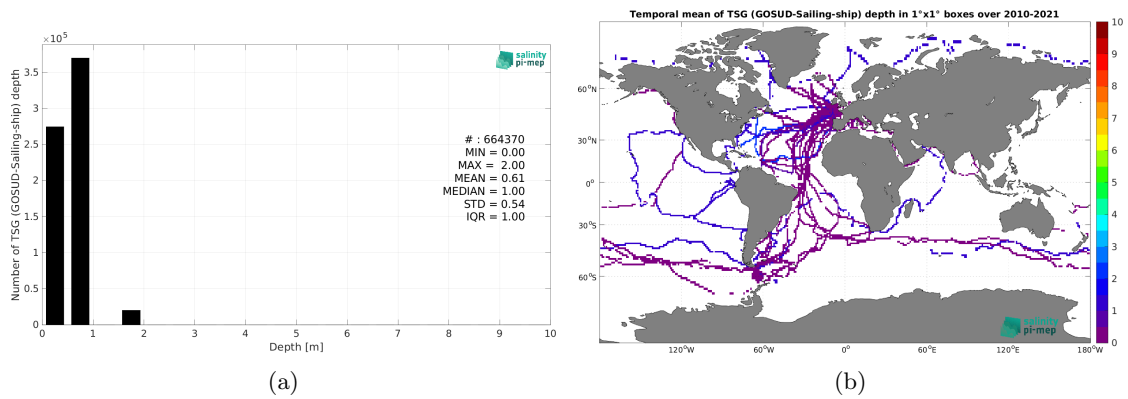 ×10⁵
3.5
3
2.5
2
1.5
1
0.5
0
Number of TSG (GOSUD-Sailing-ship) depth
salinity
pi-mep
# : 664370
MIN = 0.00
MAX = 2.00
MEAN = 0.61
MEDIAN = 1.00
STD = 0.54
IQR = 1.00
0 1 2 3 4 5 6 7 8 9 10
Depth [m]
(a)
Temporal mean of TSG (GOSUD-Sailing-ship) depth in 1°x1° boxes over 2010-2021
60°N
30°N
0°
30°S
60°S
120°W 60°W 0° 60°E 120°E 180°W
salinity
pi-mep
10
9
8
7
6
5
4
3
2
1
0
(b)